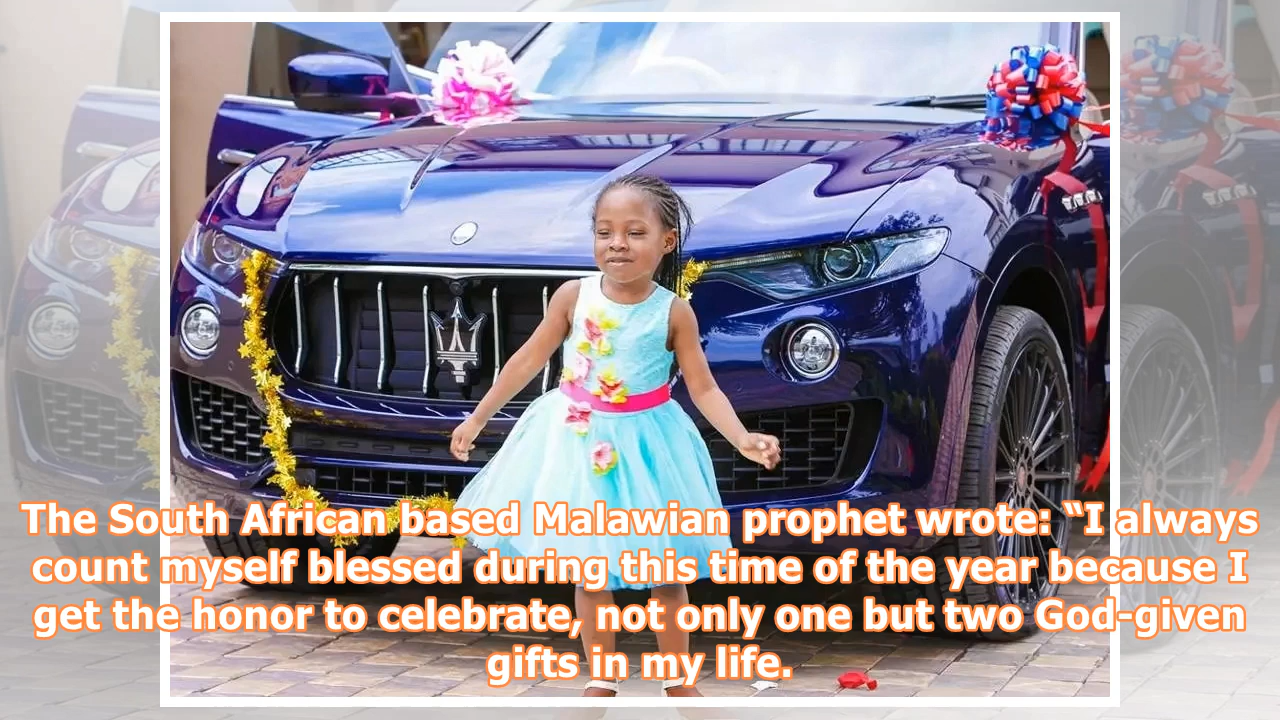 The South African based Malawian prophet wrote: “I always
count myself blessed during this time of the year because I
get the honor to celebrate, not only one but two God-given
gifts in my life.